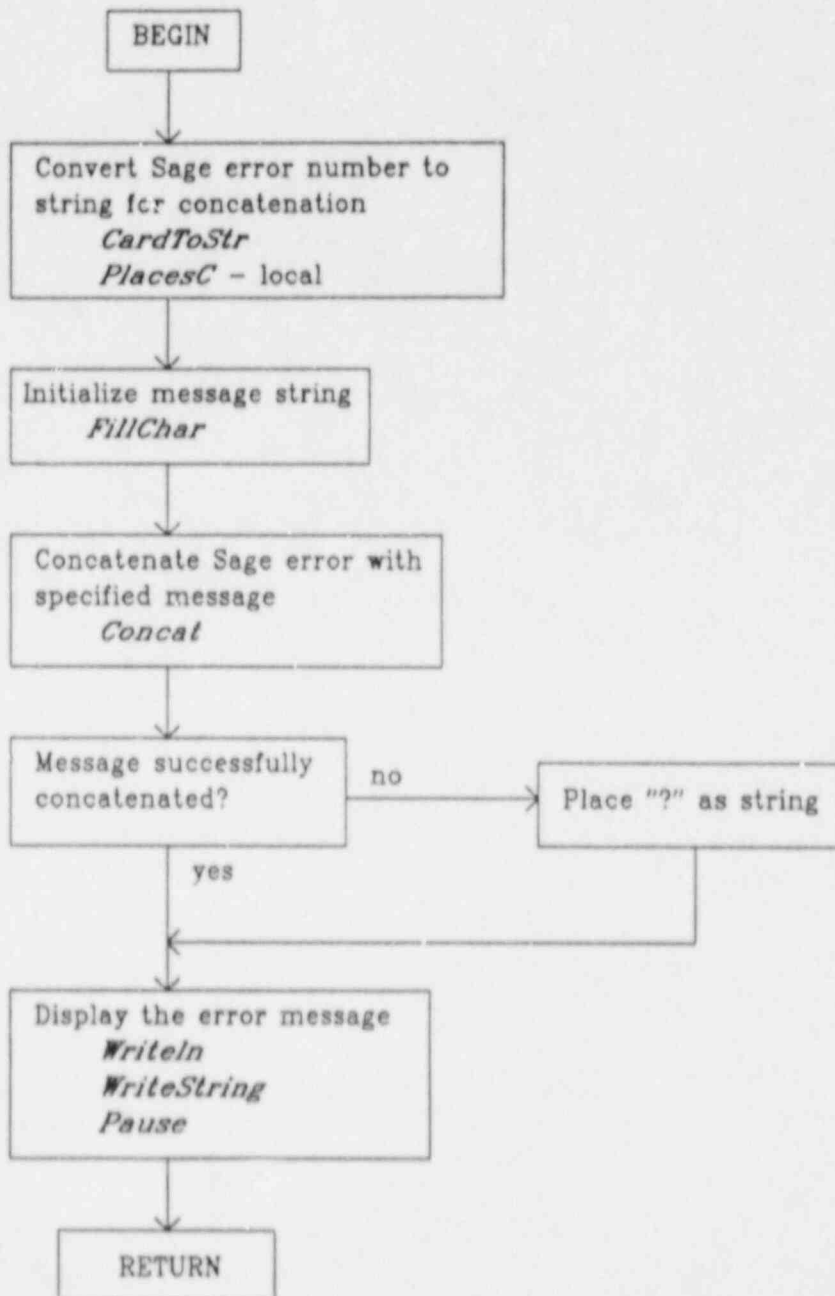 BEGIN
Convert Sage error number to
string for concatenation
CardToStr
PlacesC - local
Initialize message string
FillChar
Concatenate Sage error with
specified message
Concat
Message successfully
concatenated?
no
Place "?" as string
yes
Display the error message
Writeln
WriteString
Pause
RETURN